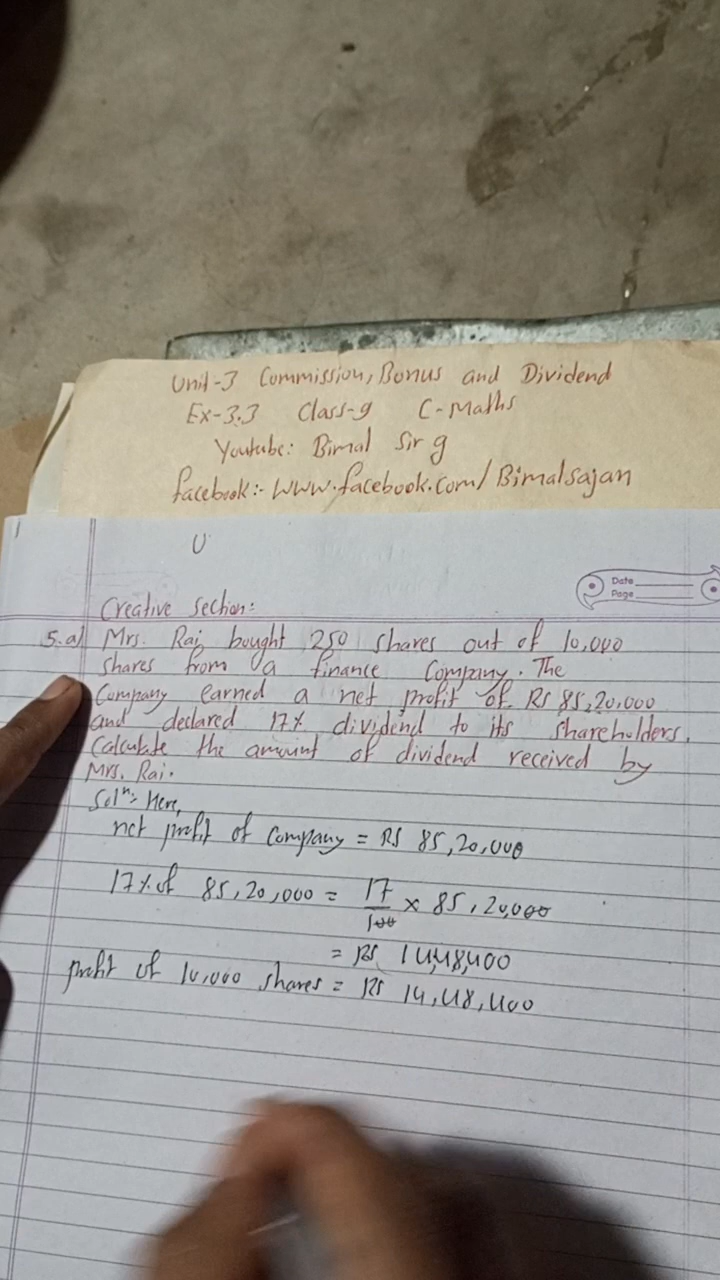 Unit-3 Commission, Bonus and Dividend
Ex-3.3 Class-9 C-Maths
Youtube: Bimal Sir g
facebook:- www.facebook.com/Bimalsajan
Date
Page
Creative section:
5.a) Mrs. Rai bought 250 shares out of 10,000
shares from a finance Company. The
Company earned a net profit of Rs 85,20,000
and declared 17% dividend to its shareholders.
Calculate the amount of dividend received by
Mrs. Rai.
Solⁿ: Here,
net profit of Company = Rs 85,20,000
17% of 85,20,000 = 17/100 × 85,20,000
= Rs 14,48,400
profit of 10,000 shares = Rs 14,48,400